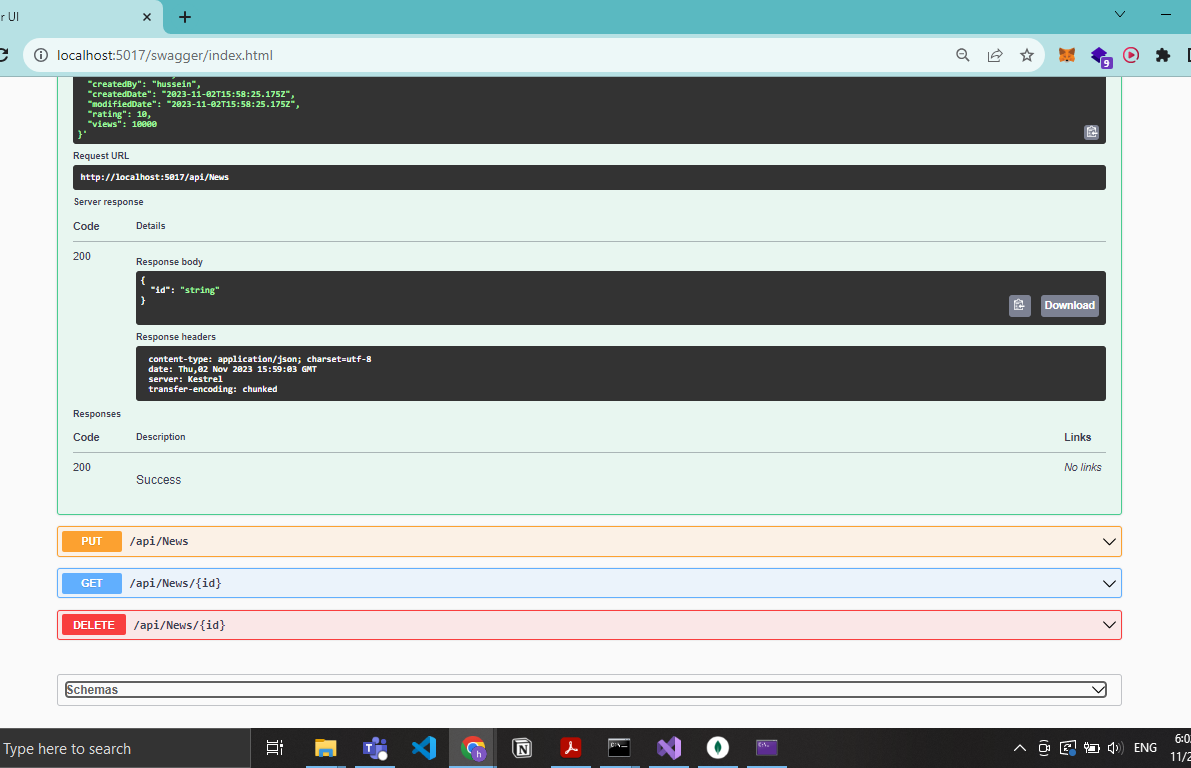 r UI
localhost:5017/swagger/index.html
9
"createdBy": "hussein",
"createdDate": "2023-11-02T15:58:25.175Z",
"modifiedDate": "2023-11-02T15:58:25.175Z",
"rating": 10,
"views": 10000
}'
Request URL
http://localhost:5017/api/News
Server response
Code Details
200
Response body
{
"id": "string"
}
Download
Response headers
content-type: application/json; charset=utf-8
date: Thu,02 Nov 2023 15:59:03 GMT
server: Kestrel
transfer-encoding: chunked
Responses
Code Description Links
200 No links
Success
PUT /api/News
GET /api/News/{id}
DELETE /api/News/{id}
Schemas
Type here to search
h
ENG
6:0
11/2